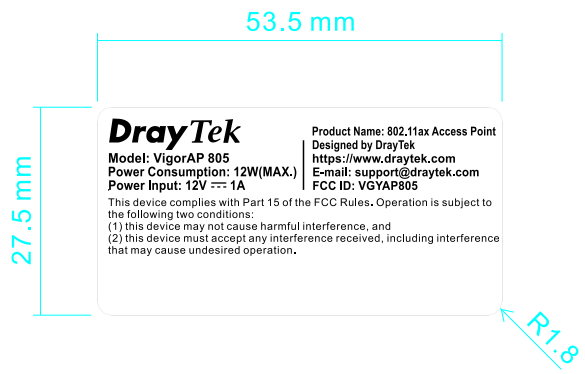 53.5 mm
27.5 mm
DrayTek
Model: VigorAP 805
Power Consumption: 12W(MAX.)
Power Input: 12V ⎓ 1A
Product Name: 802.11ax Access Point
Designed by DrayTek
https://www.draytek.com
E-mail: support@draytek.com
FCC ID: VGYAP805
This device complies with Part 15 of the FCC Rules. Operation is subject to
the following two conditions:
(1) this device may not cause harmful interference, and
(2) this device must accept any interference received, including interference
that may cause undesired operation.
R1.8